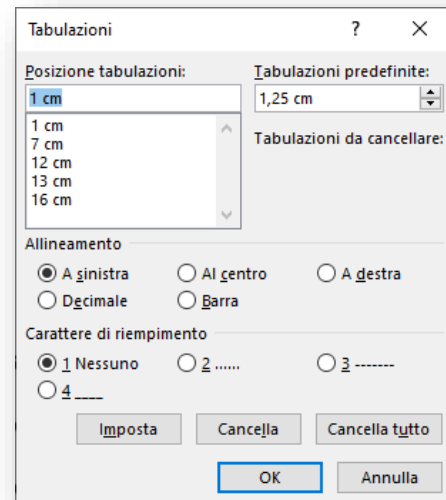 Tabulazioni ? ×
Posizione tabulazioni: Tabulazioni predefinite:
1 cm 1,25 cm
1 cm Tabulazioni da cancellare:
7 cm
12 cm
13 cm
16 cm
Allineamento
A sinistra Al centro A destra
Decimale Barra
Carattere di riempimento
1 Nessuno 2 ...... 3 -------
4 ____
Imposta Cancella Cancella tutto
OK Annulla